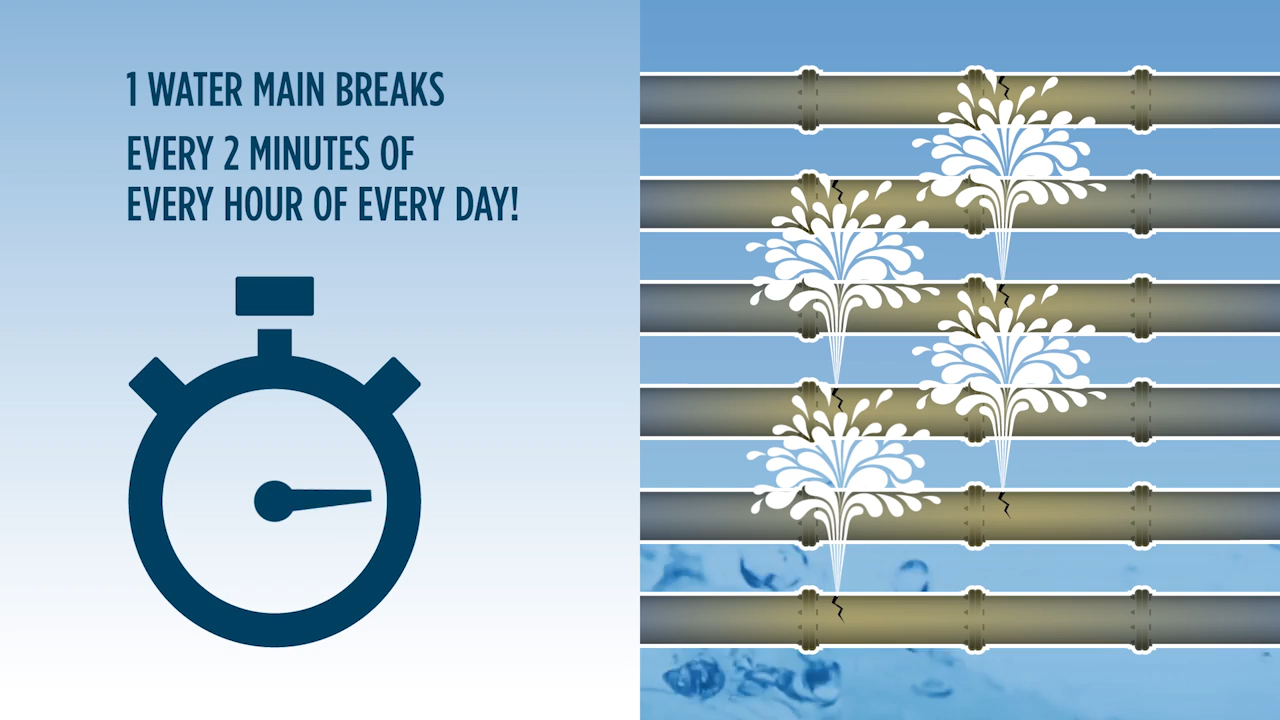 1 WATER MAIN BREAKS
EVERY 2 MINUTES OF
EVERY HOUR OF EVERY DAY!